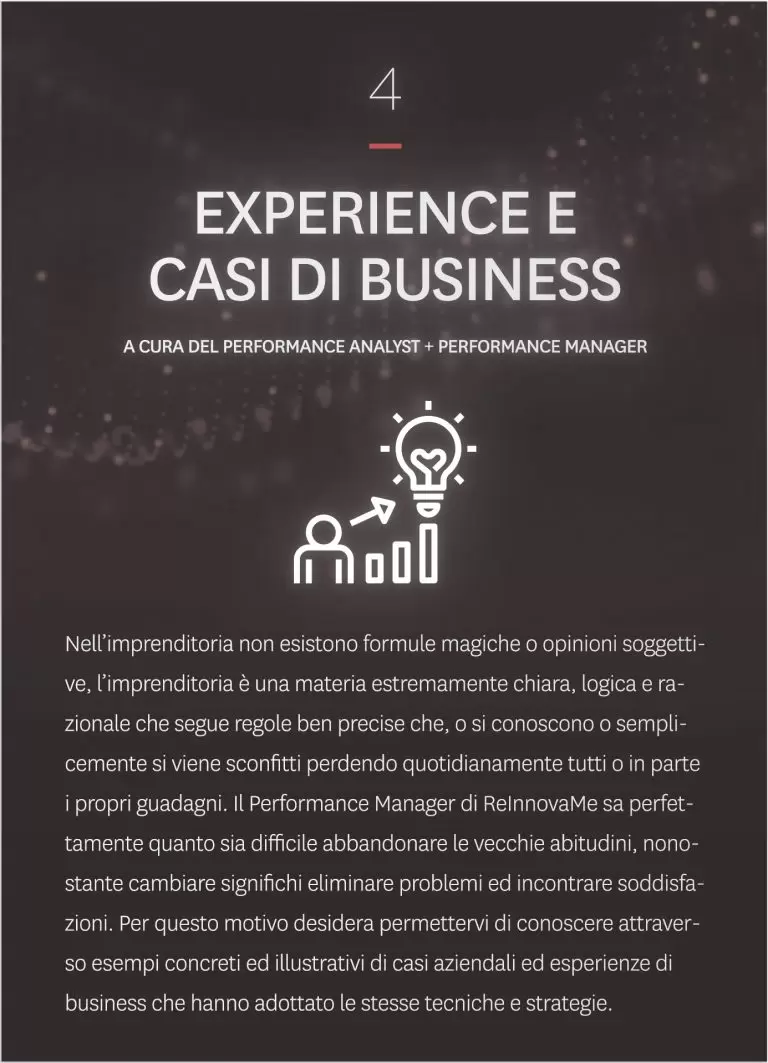 4
EXPERIENCE E
CASI DI BUSINESS
A CURA DEL PERFORMANCE ANALYST + PERFORMANCE MANAGER
Nell’imprenditoria non esistono formule magiche o opinioni soggetti-
ve, l’imprenditoria è una materia estremamente chiara, logica e ra-
zionale che segue regole ben precise che, o si conoscono o sempli-
cemente si viene sconfitti perdendo quotidianamente tutti o in parte
i propri guadagni. Il Performance Manager di ReInnovaMe sa perfet-
tamente quanto sia difficile abbandonare le vecchie abitudini, nono-
stante cambiare significhi eliminare problemi ed incontrare soddisfa-
zioni. Per questo motivo desidera permettervi di conoscere attraver-
so esempi concreti ed illustrativi di casi aziendali ed esperienze di
business che hanno adottato le stesse tecniche e strategie.